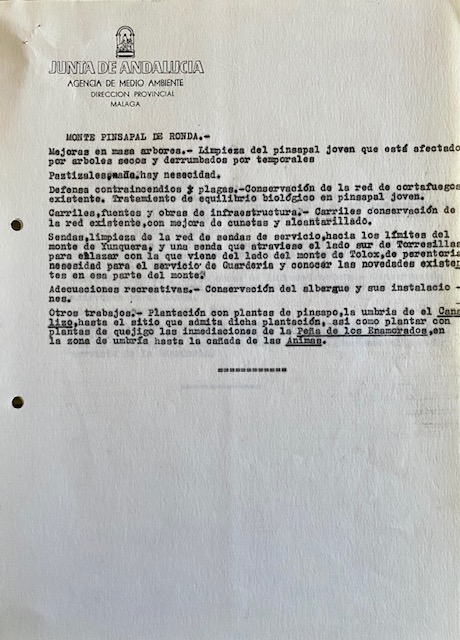 JUNTA DE ANDALUCIA
AGENCIA DE MEDIO AMBIENTE
DIRECCION PROVINCIAL
MALAGA
MONTE PINSAPAL DE RONDA.-
Mejoras en masa arborea.- Limpieza del pinsapal joven que está afectado
por arboles secos y derrumbados por temporales
Paztizales, hay nesecidad.
Defensa contraincendios y plagas.-Conservación de la red de cortafuegos
existente. Tratamiento de equilibrio biológico en pinsapal joven.
Carriles,fuentes y obras de infraestructura.- Carriles conservación de
la red existente,con mejora de cunetas y alcantarillado.
Sendas,limpieza de la red de sendas de servicio,hacia los límites del
monte de Yunquera, y una senda que atraviese el lado sur de Torresillas
para enlazar con la que viene del lado del monte de Tolox,de perentoria
nesesidad para el servicio de Guarderia y conocer las novedades existen
tes en esa parte del monte.
Adecuaciones recreativas.- Conservación del albergue y sus instalacio -
nes.
Otros trabajos.- Plantación con plantas de pinsapo,la umbria de el Cana
lizo,hasta el sitio que admita dicha plantación, asi como plantar con
plantas de quejigo las inmediaciones de la Peña de los Enamorados,en
la zona de umbría hasta la cañada de las Animas.
============